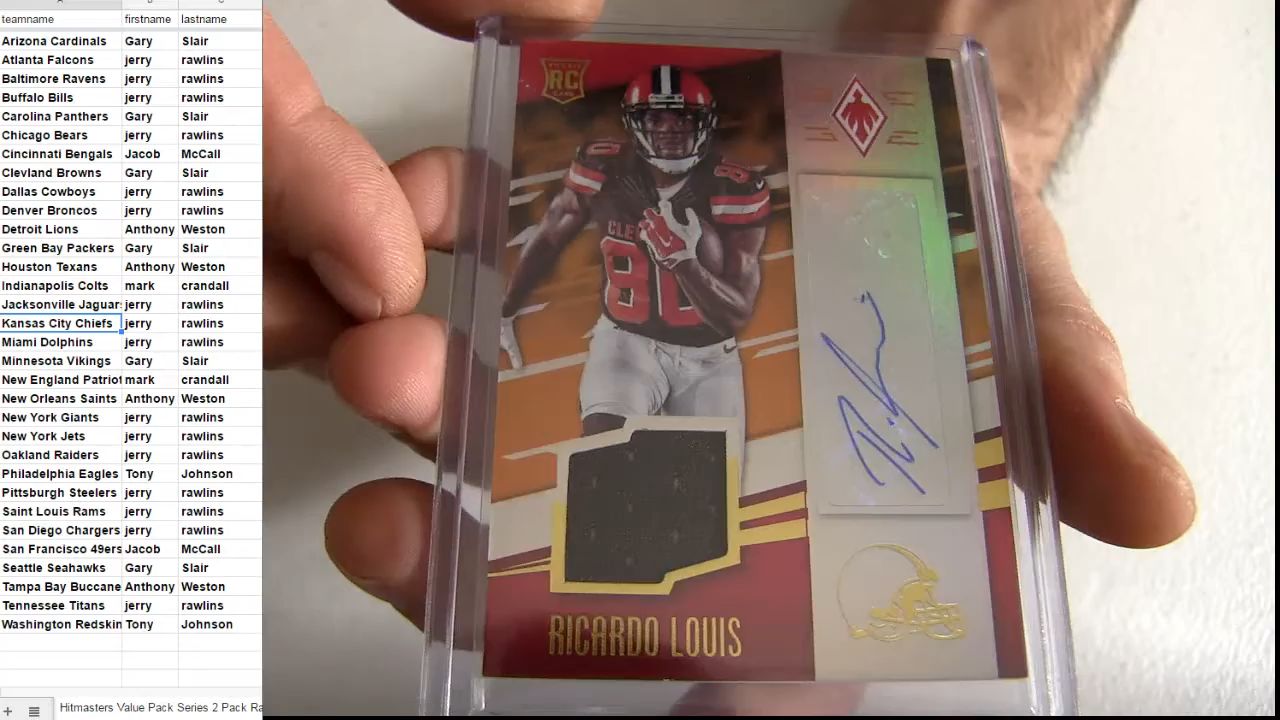 teamname firstname lastname
Arizona Cardinals Gary Slair
Atlanta Falcons jerry rawlins
Baltimore Ravens jerry rawlins
Buffalo Bills jerry rawlins
Carolina Panthers Gary Slair
Chicago Bears jerry rawlins
Cincinnati Bengals Jacob McCall
Clevland Browns Gary Slair
Dallas Cowboys jerry rawlins
Denver Broncos jerry rawlins
Detroit Lions Anthony Weston
Green Bay Packers Gary Slair
Houston Texans Anthony Weston
Indianapolis Colts mark crandall
Jacksonville Jaguar jerry rawlins
Kansas City Chiefs jerry rawlins
Miami Dolphins jerry rawlins
Minnesota Vikings Gary Slair
New England Patriot mark crandall
New Orleans Saints Anthony Weston
New York Giants jerry rawlins
New York Jets jerry rawlins
Oakland Raiders jerry rawlins
Philadelphia Eagles Tony Johnson
Pittsburgh Steelers jerry rawlins
Saint Louis Rams jerry rawlins
San Diego Chargers jerry rawlins
San Francisco 49ers Jacob McCall
Seattle Seahawks Gary Slair
Tampa Bay Buccane Anthony Weston
Tennessee Titans jerry rawlins
Washington Redskin Tony Johnson
Hitmasters Value Pack Series 2 Pack Ra
RC
80
80
CLE
80
RICARDO LOUIS